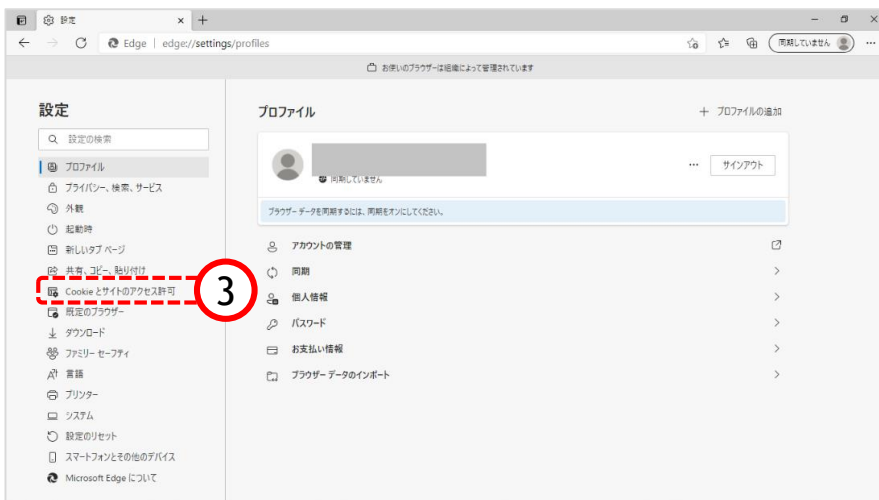 設定
Edge | edge://settings/profiles
同期していません
お使いのブラウザーは組織によって管理されています
設定
設定の検索
プロファイル
プライバシー、検索、サービス
外観
起動時
新しいタブ ページ
共有、コピー、貼り付け
Cookie とサイトのアクセス許可
3
既定のブラウザー
ダウンロード
ファミリー セーフティ
言語
プリンター
システム
設定のリセット
スマートフォンとその他のデバイス
Microsoft Edge について
プロファイル
プロファイルの追加
同期していません
サインアウト
ブラウザー データを同期するには、同期をオンにしてください。
アカウントの管理
同期
個人情報
パスワード
お支払い情報
ブラウザー データのインポート